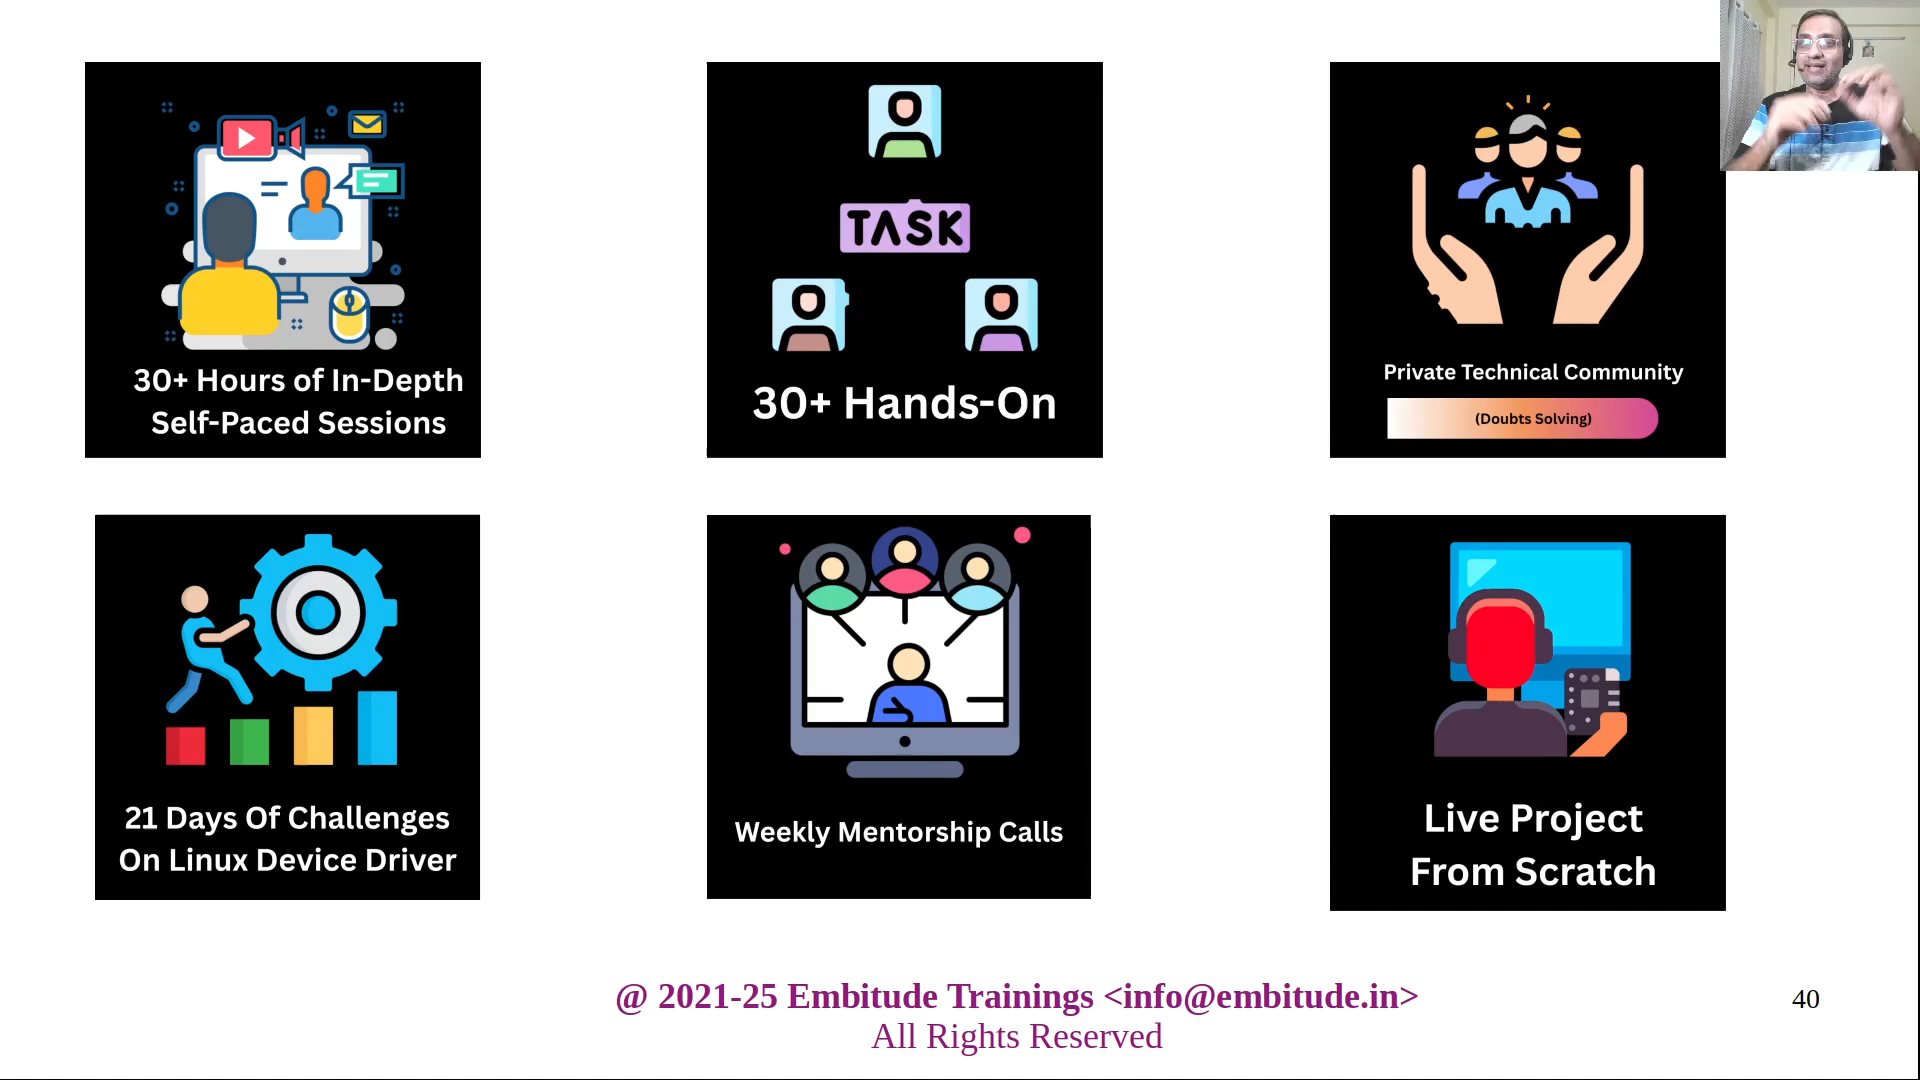 30+ Hours of In-Depth
Self-Paced Sessions
TASK
30+ Hands-On
Private Technical Community
(Doubts Solving)
21 Days Of Challenges
On Linux Device Driver
Weekly Mentorship Calls
Live Project
From Scratch
@ 2021-25 Embitude Trainings <info@embitude.in>
All Rights Reserved
40